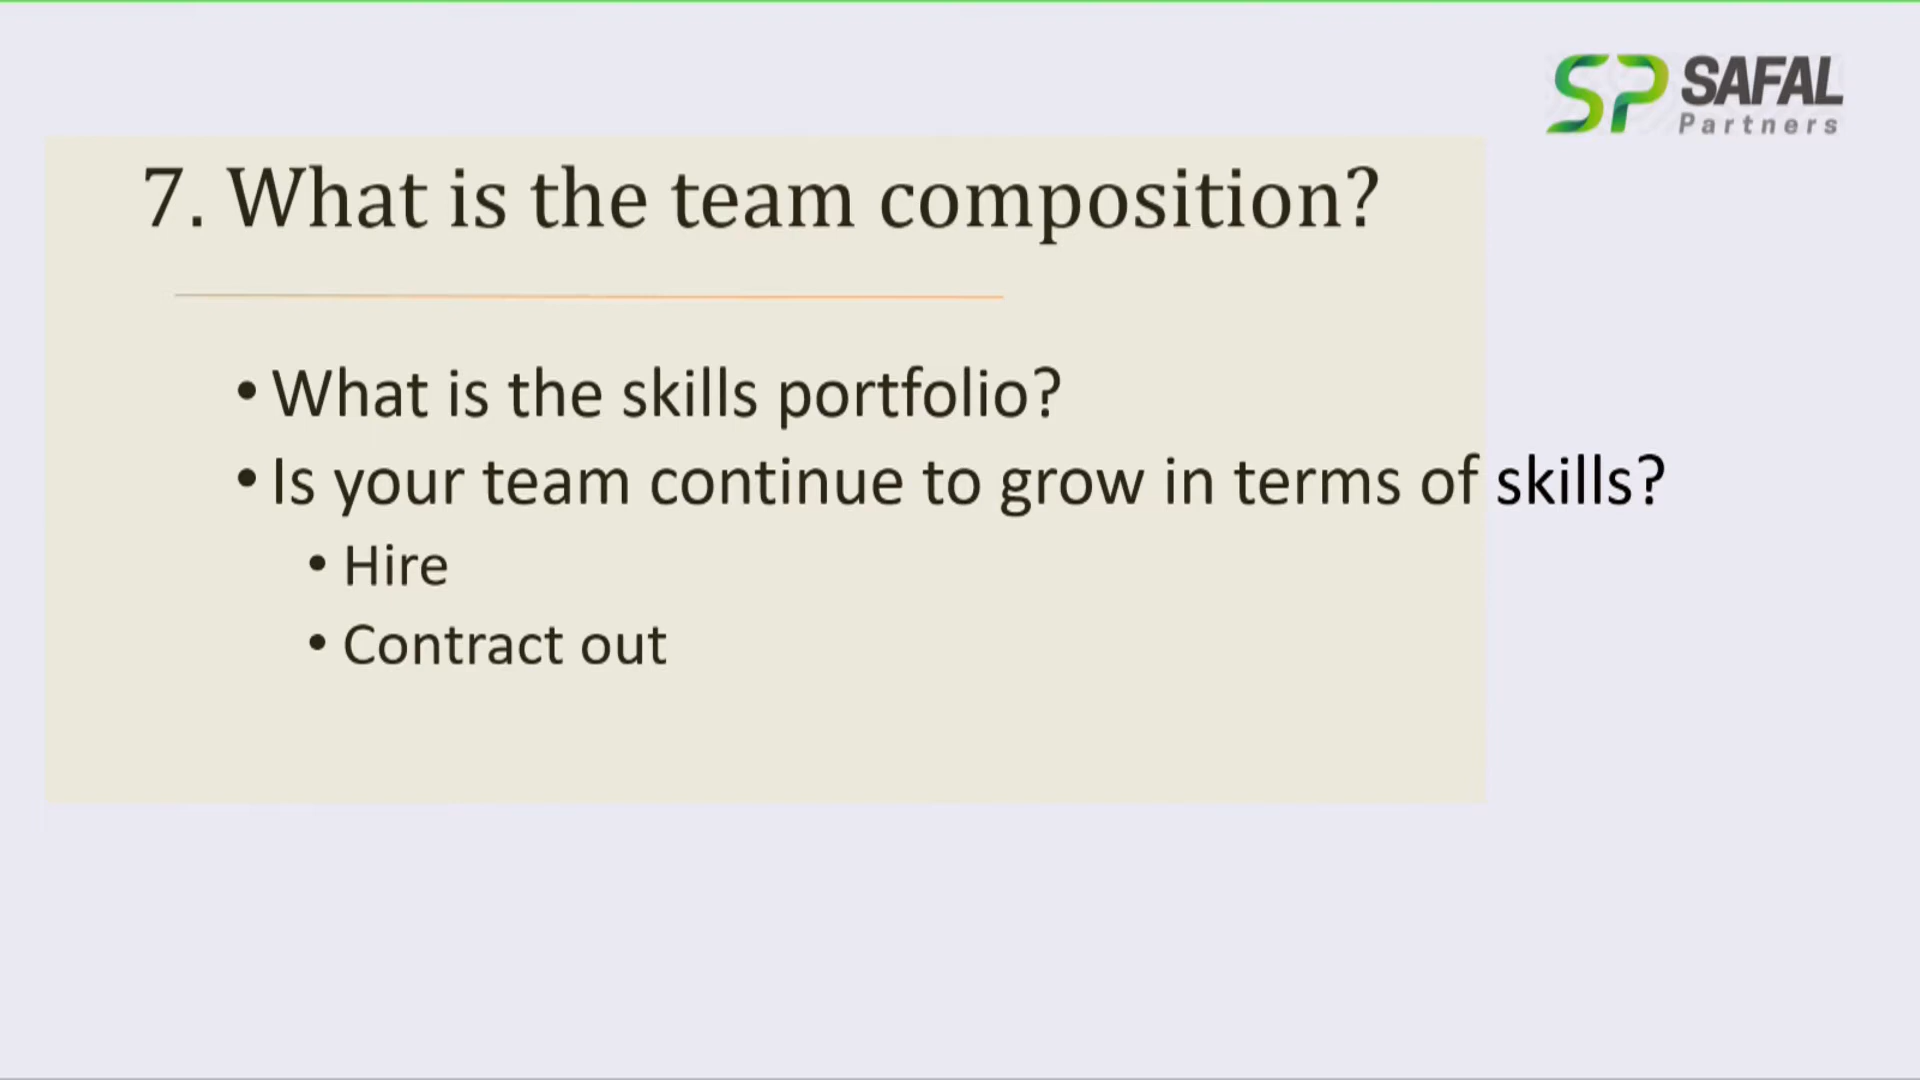 SP SAFAL
Partners
7. What is the team composition?
• What is the skills portfolio?
• Is your team continue to grow in terms of skills?
• Hire
• Contract out